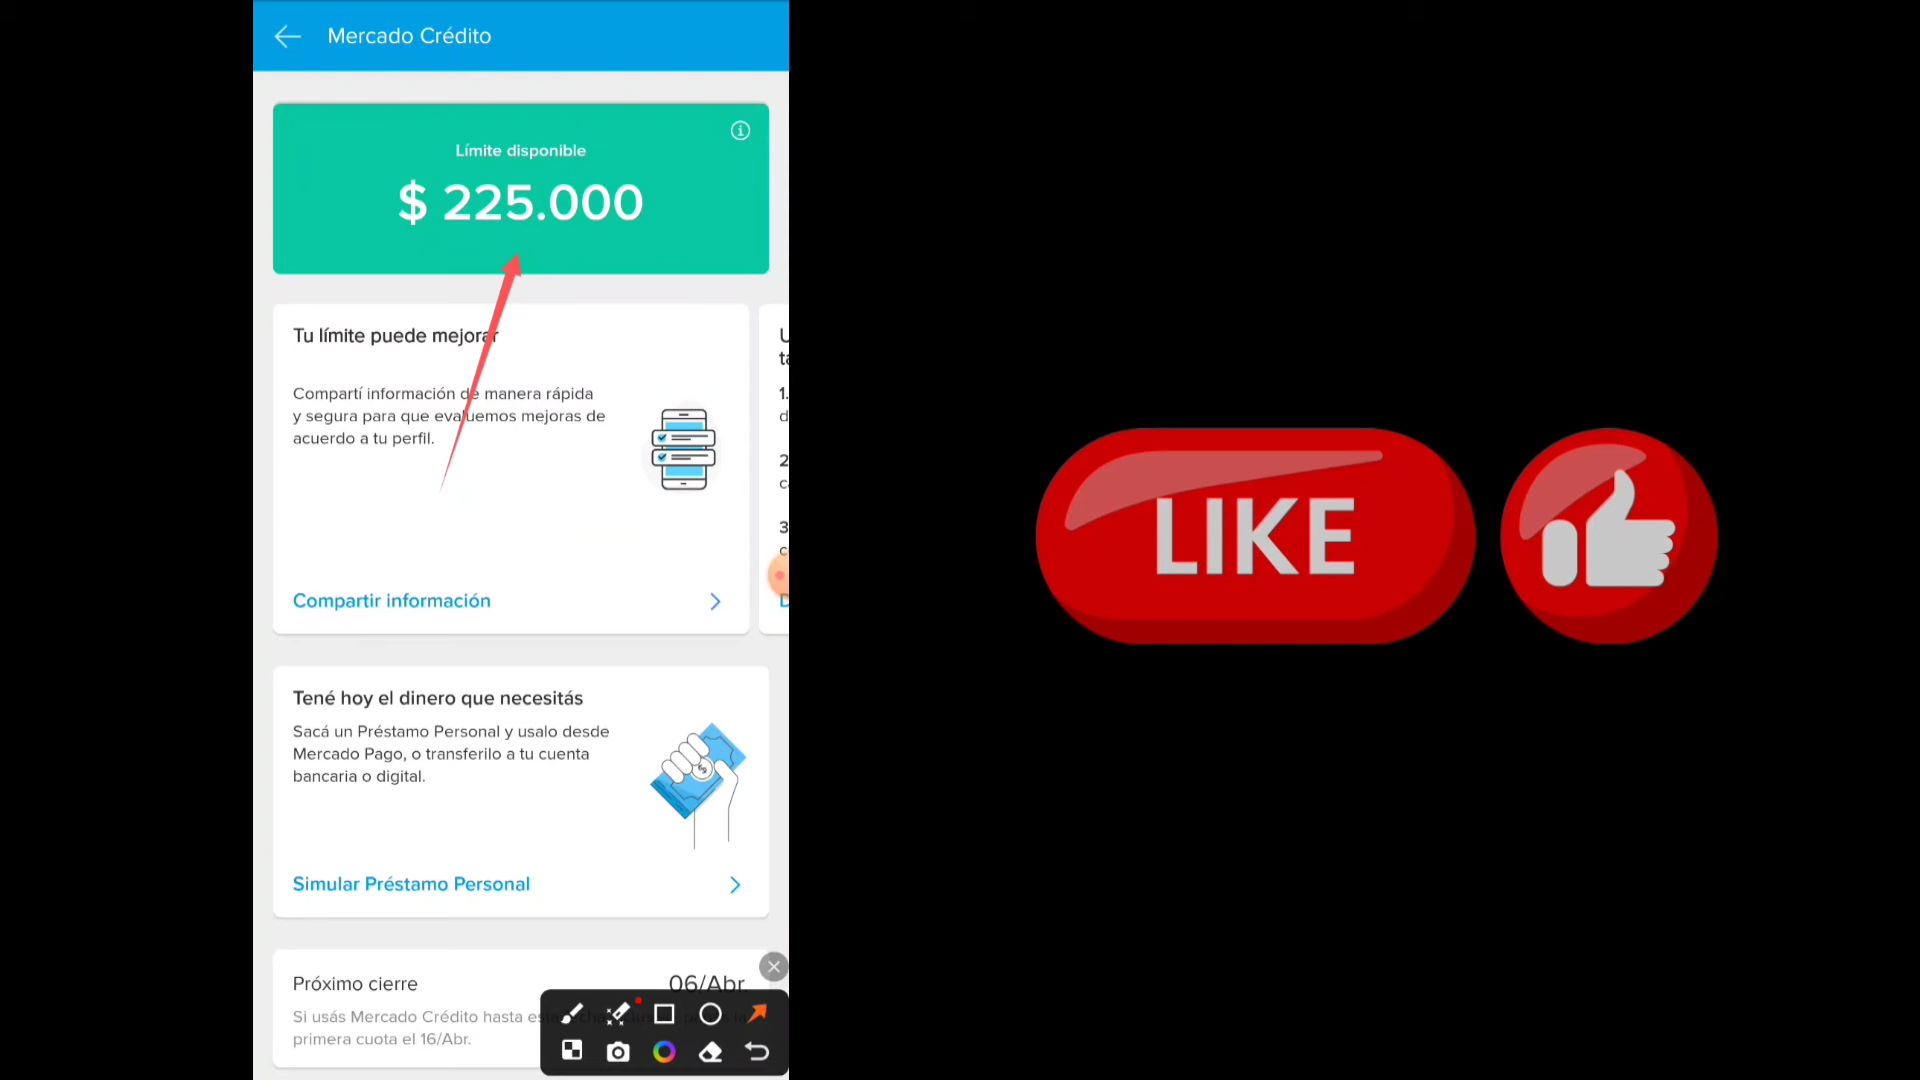 Mercado Crédito
Límite disponible
$ 225.000
Tu límite puede mejorar
Compartí información de manera rápida
y segura para que evaluemos mejoras de
acuerdo a tu perfil.
Compartir información
1.
2
3
Tené hoy el dinero que necesitás
Sacá un Préstamo Personal y usalo desde
Mercado Pago, o transferilo a tu cuenta
bancaria o digital.
Simular Préstamo Personal
Próximo cierre
06/Abr.
Si usás Mercado Crédito hasta
primera cuota el 16/Abr.
LIKE